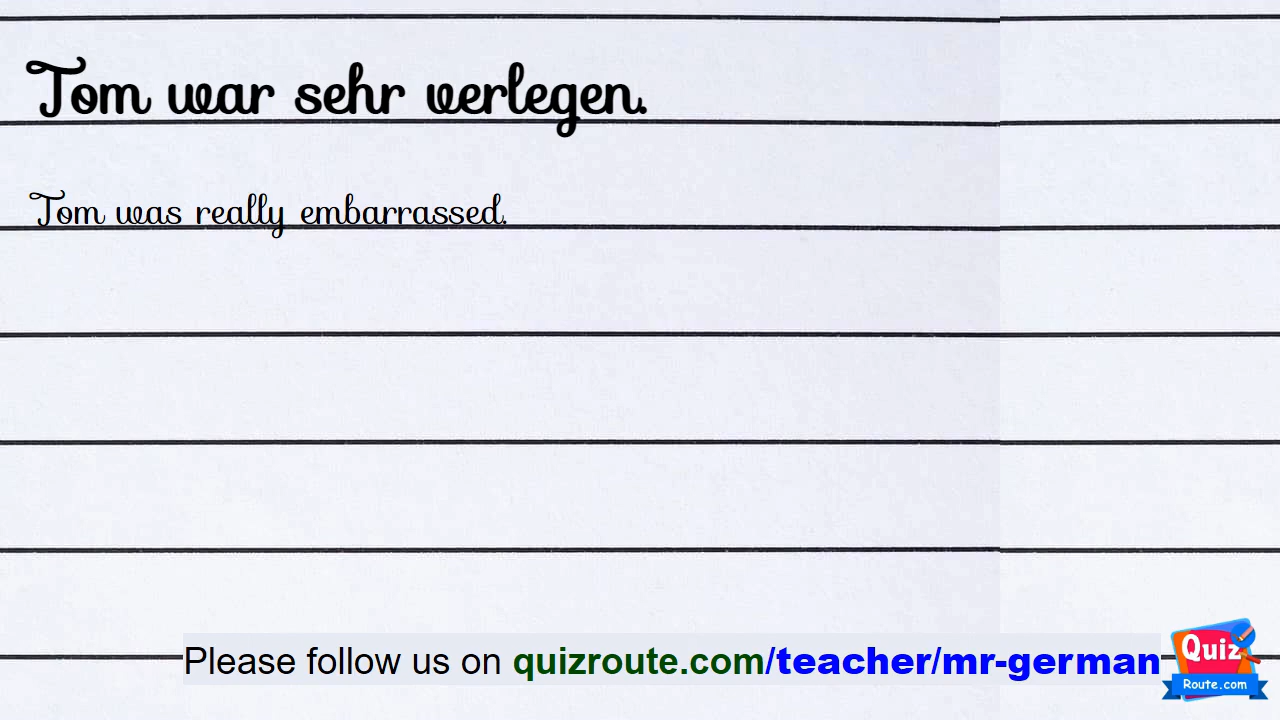 Tom war sehr verlegen.
Tom was really embarrassed.
Please follow us on quizroute.com/teacher/mr-german
Quiz
Route.com